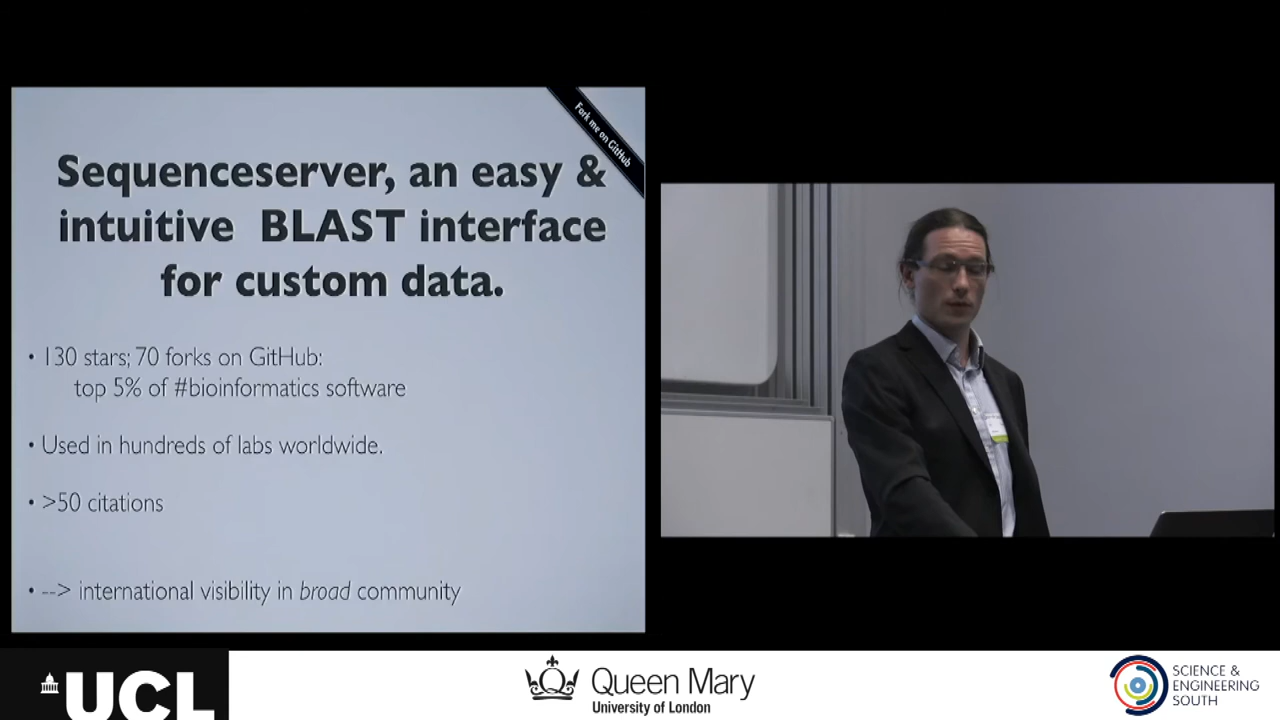 Fork me on GitHub
Sequenceserver, an easy &
intuitive BLAST interface
for custom data.
• 130 stars; 70 forks on GitHub:
top 5% of #bioinformatics software
• Used in hundreds of labs worldwide.
• >50 citations
• --> international visibility in broad community
UCL
Queen Mary
University of London
SCIENCE &
ENGINEERING
SOUTH